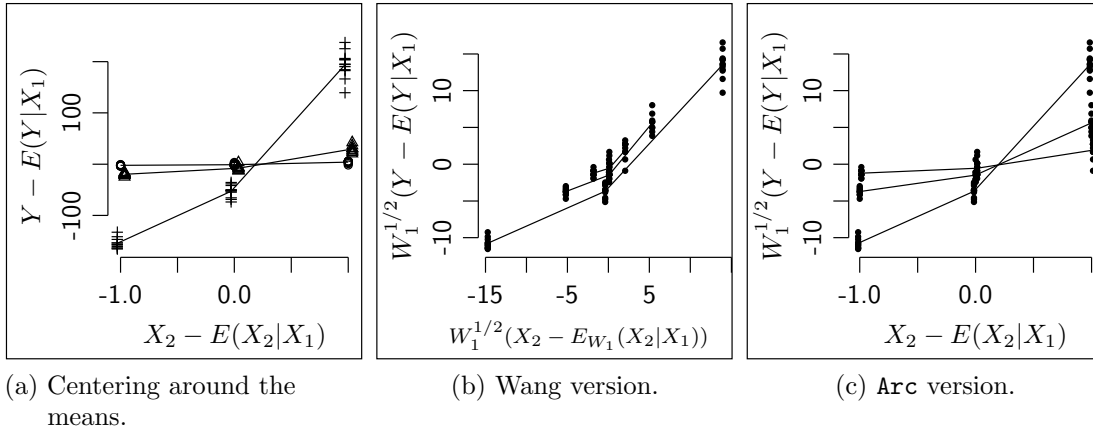 Y − E(Y|X₁)
100
-100
-1.0 0.0
X₂ − E(X₂|X₁)
(a) Centering around the
means.
W₁^{1/2}(Y − E(Y|X₁)
10
0
-10
-15 -5 5
W₁^{1/2}(X₂ − E_{W₁}(X₂|X₁))
(b) Wang version.
W₁^{1/2}(Y − E(Y|X₁)
10
0
-10
-1.0 0.0
X₂ − E(X₂|X₁)
(c) Arc version.